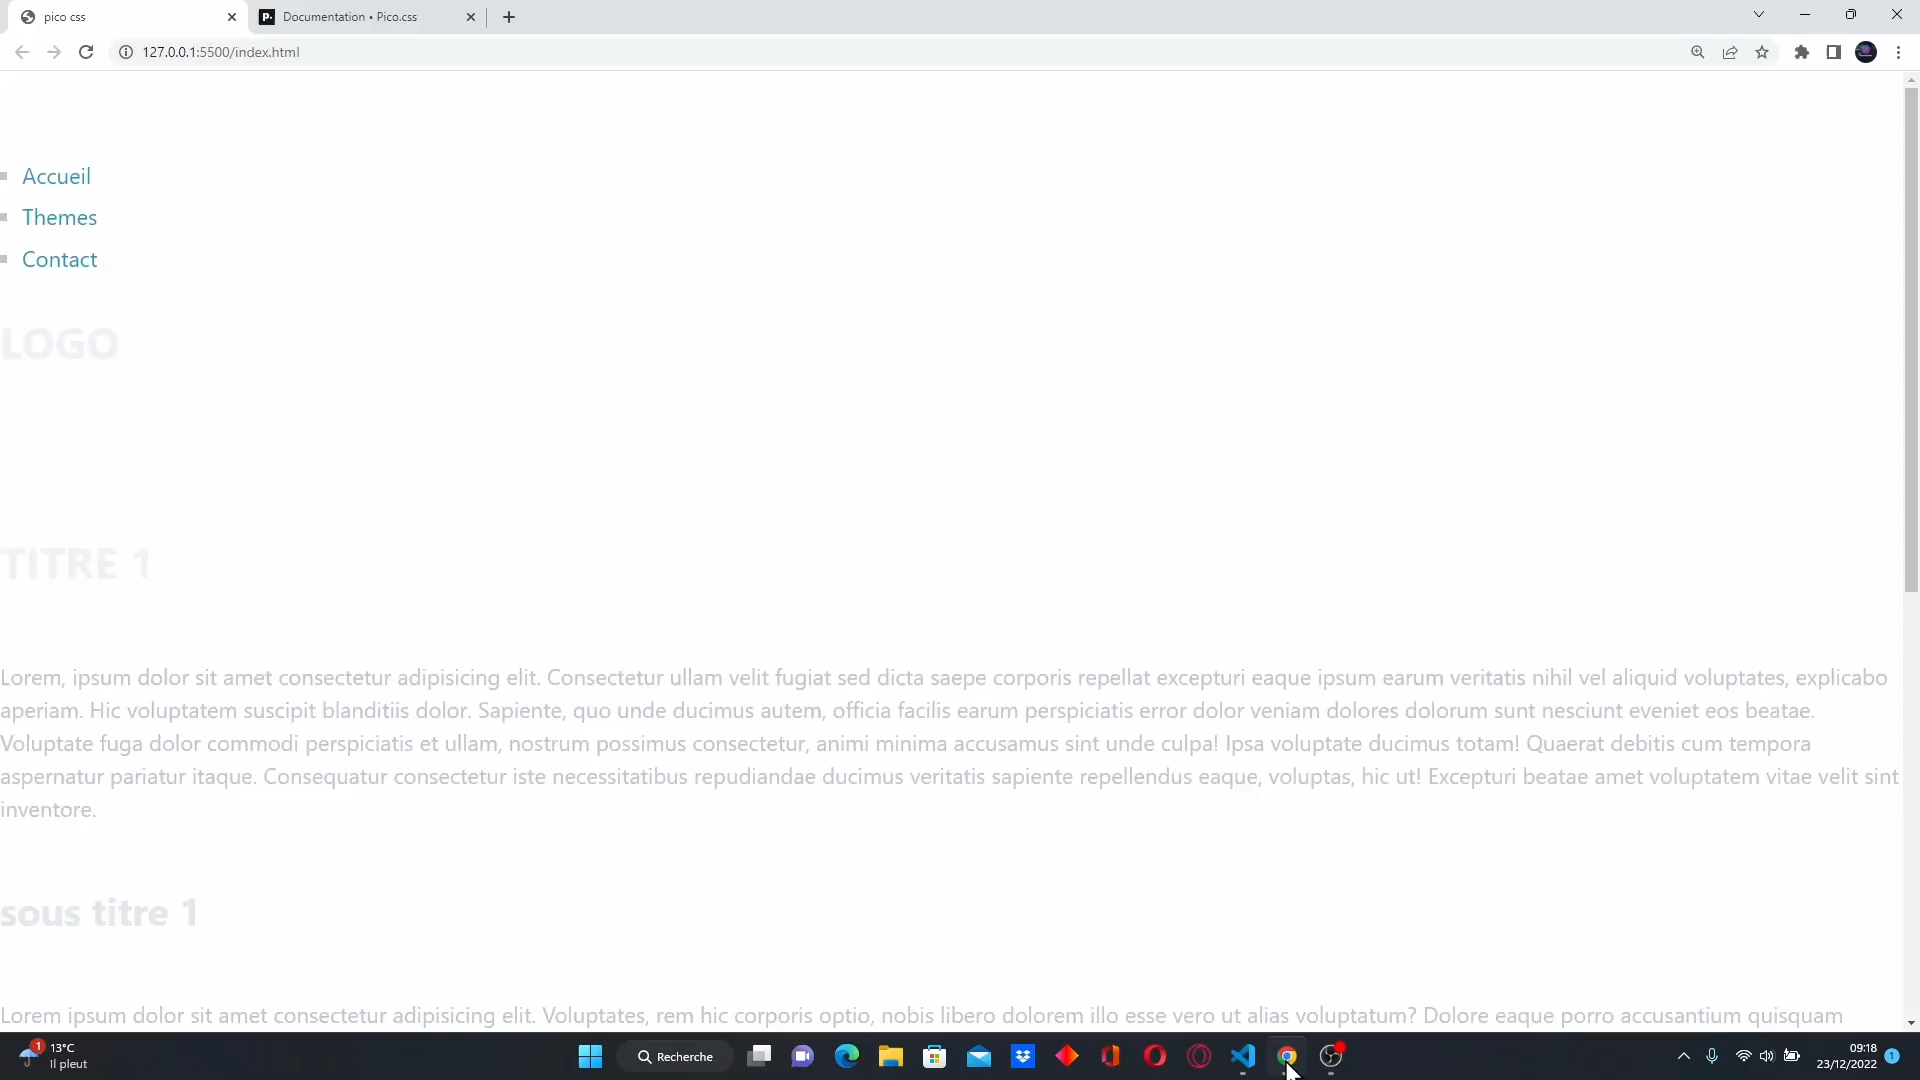 pico css
Documentation • Pico.css
127.0.0.1:5500/index.html
Accueil
Themes
Contact
LOGO
TITRE 1
Lorem, ipsum dolor sit amet consectetur adipisicing elit. Consectetur ullam velit fugiat sed dicta saepe corporis repellat excepturi eaque ipsum earum veritatis nihil vel aliquid voluptates, explicabo
aperiam. Hic voluptatem suscipit blanditiis dolor. Sapiente, quo unde ducimus autem, officia facilis earum perspiciatis error dolor veniam dolores dolorum sunt nesciunt eveniet eos beatae.
Voluptate fuga dolor commodi perspiciatis et ullam, nostrum possimus consectetur, animi minima accusamus sint unde culpa! Ipsa voluptate ducimus totam! Quaerat debitis cum tempora
aspernatur pariatur itaque. Consequatur consectetur iste necessitatibus repudiandae ducimus veritatis sapiente repellendus eaque, voluptas, hic ut! Excepturi beatae amet voluptatem vitae velit sint
inventore.
sous titre 1
Lorem ipsum dolor sit amet consectetur adipisicing elit. Voluptates, rem hic corporis optio, nobis libero dolorem illo esse vero ut alias voluptatum? Dolore eaque porro accusantium quisquam
1
13°C
Il pleut
Recherche
09:18
23/12/2022
1